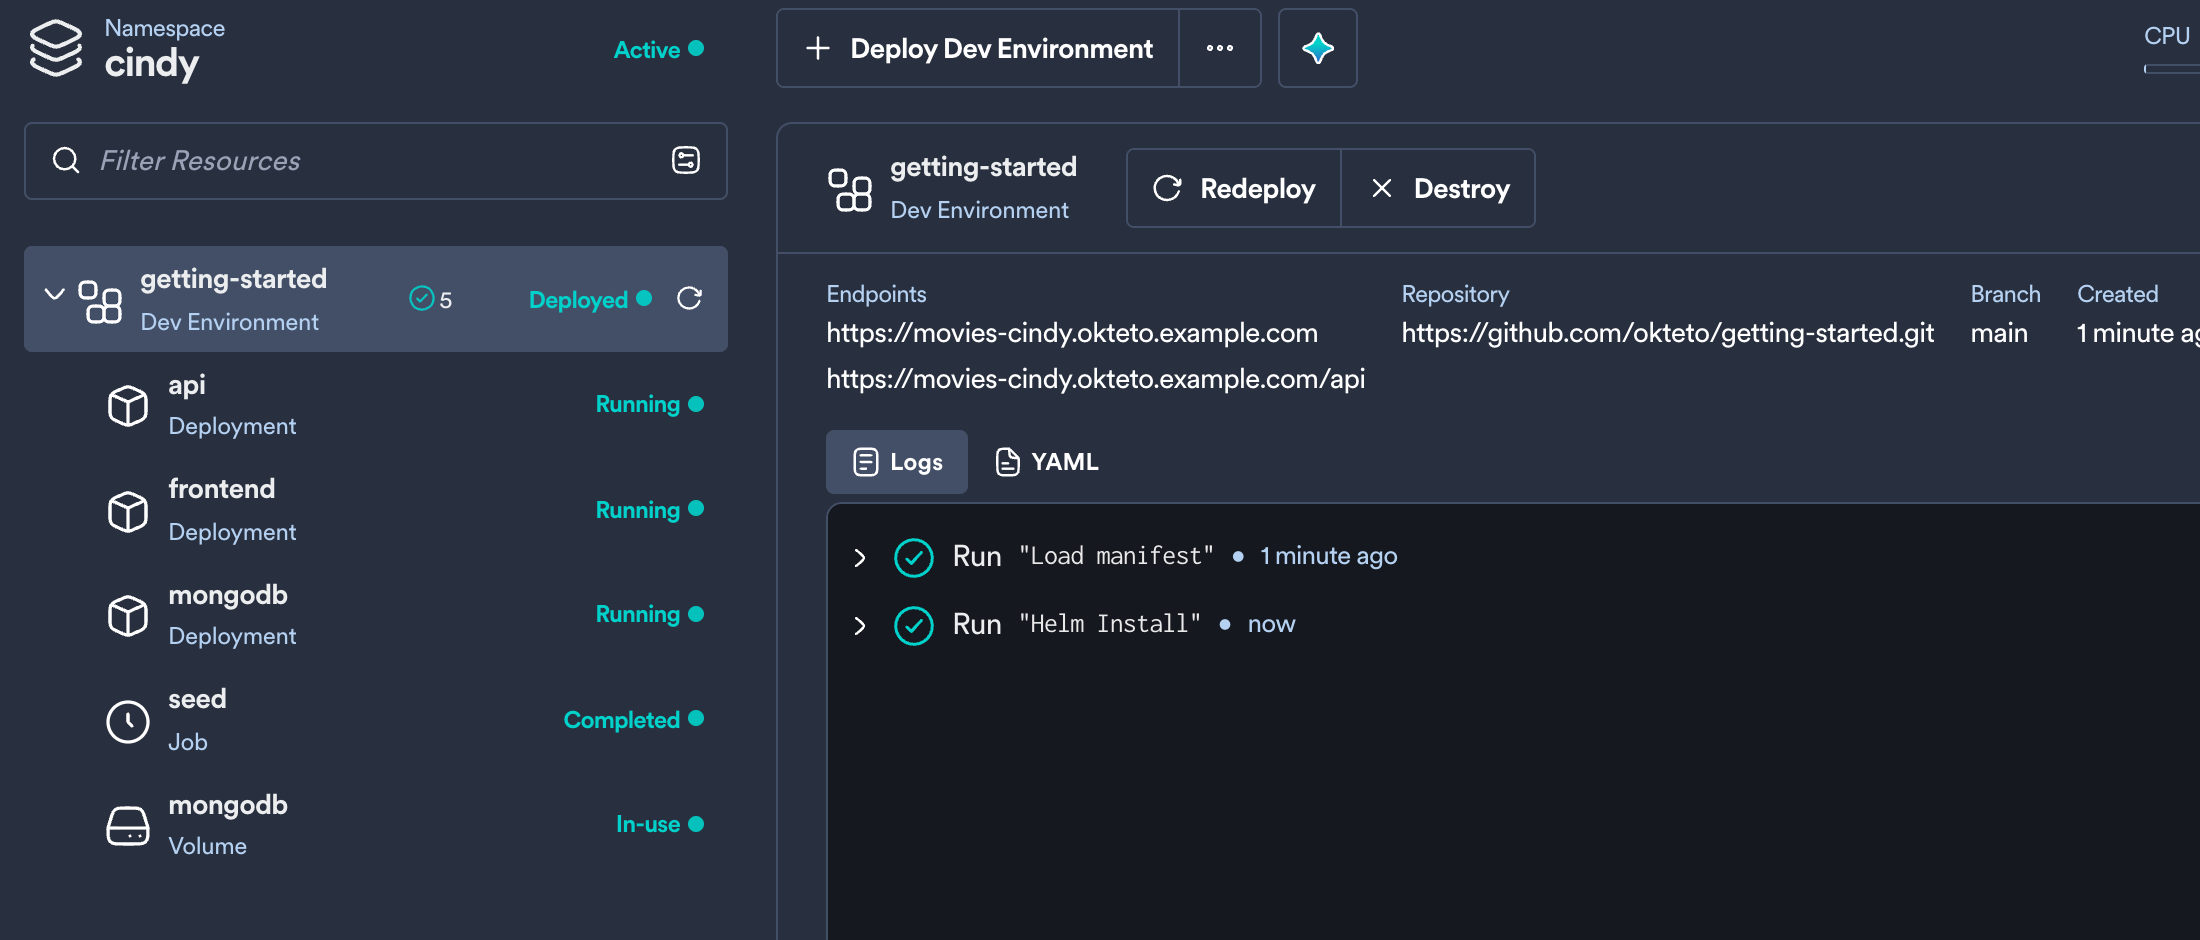 Namespace
cindy
Active
Deploy Dev Environment
CPU
Filter Resources
getting-started
Dev Environment
5
Deployed
api
Deployment
Running
frontend
Deployment
Running
mongodb
Deployment
Running
seed
Job
Completed
mongodb
Volume
In-use
getting-started
Dev Environment
Redeploy
Destroy
Endpoints
https://movies-cindy.okteto.example.com
https://movies-cindy.okteto.example.com/api
Repository
https://github.com/okteto/getting-started.git
Branch
main
Created
1 minute
Logs
YAML
Run "Load manifest" • 1 minute ago
Run "Helm Install" • now